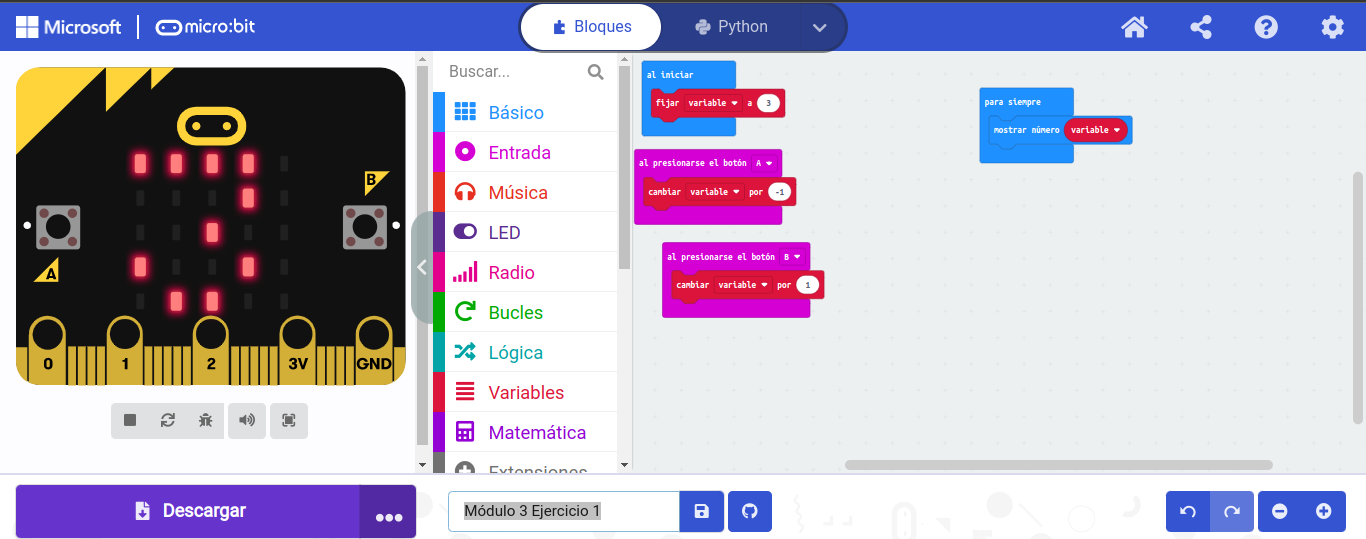 Microsoft
micro:bit
Bloques
Python
B
A
0
1
2
3V
GND
Buscar...
Básico
Entrada
Música
LED
Radio
Bucles
Lógica
Variables
Matemática
Extensiones
al iniciar
fijar variable a 3
al presionarse el botón A
cambiar variable por -1
al presionarse el botón B
cambiar variable por 1
para siempre
mostrar número variable
Descargar
Módulo 3 Ejercicio 1